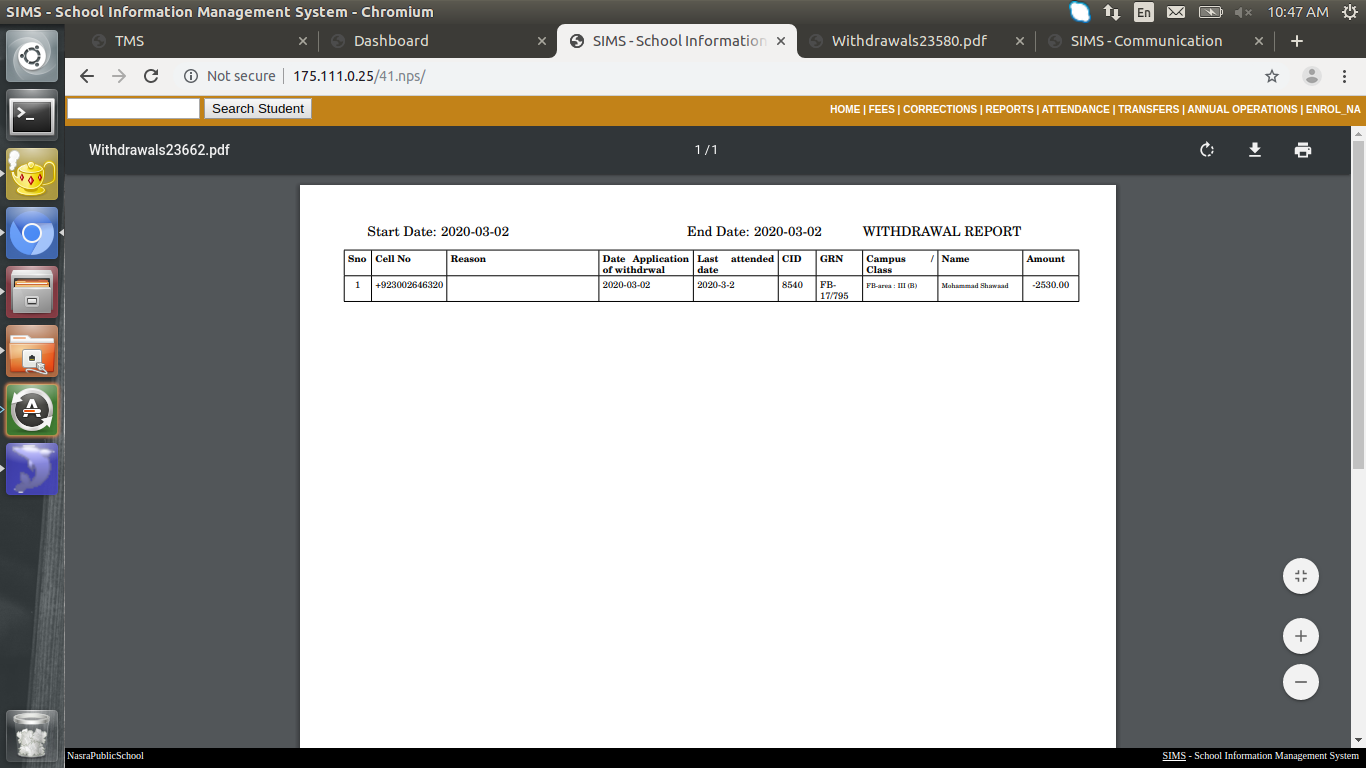 SIMS - School Information Management System - Chromium
En
10:47 AM
TMS
Dashboard
SIMS - School Information
Withdrawals23580.pdf
SIMS - Communication
Not secure
175.111.0.25/41.nps/
Search Student
HOME | FEES | CORRECTIONS | REPORTS | ATTENDANCE | TRANSFERS | ANNUAL OPERATIONS | ENROL_NA
Withdrawals23662.pdf
1 / 1
Start Date: 2020-03-02 End Date: 2020-03-02 WITHDRAWAL REPORT
Sno Cell No Reason Date Application of withdrwal Last attended date CID GRN Campus / Class Name Amount
1 +923002646320 2020-03-02 2020-3-2 8540 FB-17/795 FB-area : III (B) Mohammad Shawaad -2530.00
NasraPublicSchool
SIMS - School Information Management System